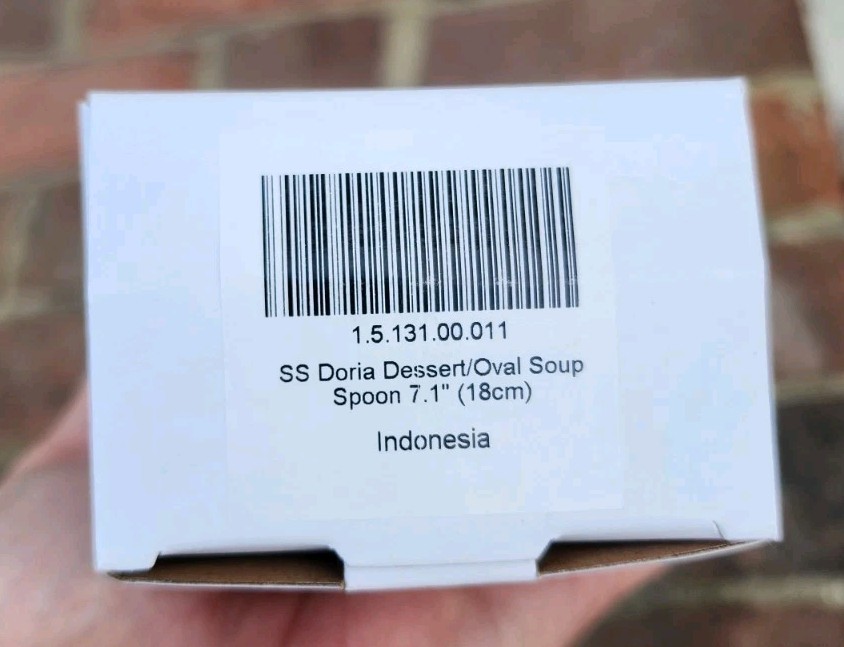 1.5.131.00.011
SS Doria Dessert/Oval Soup
Spoon 7.1" (18cm)
Indonesia